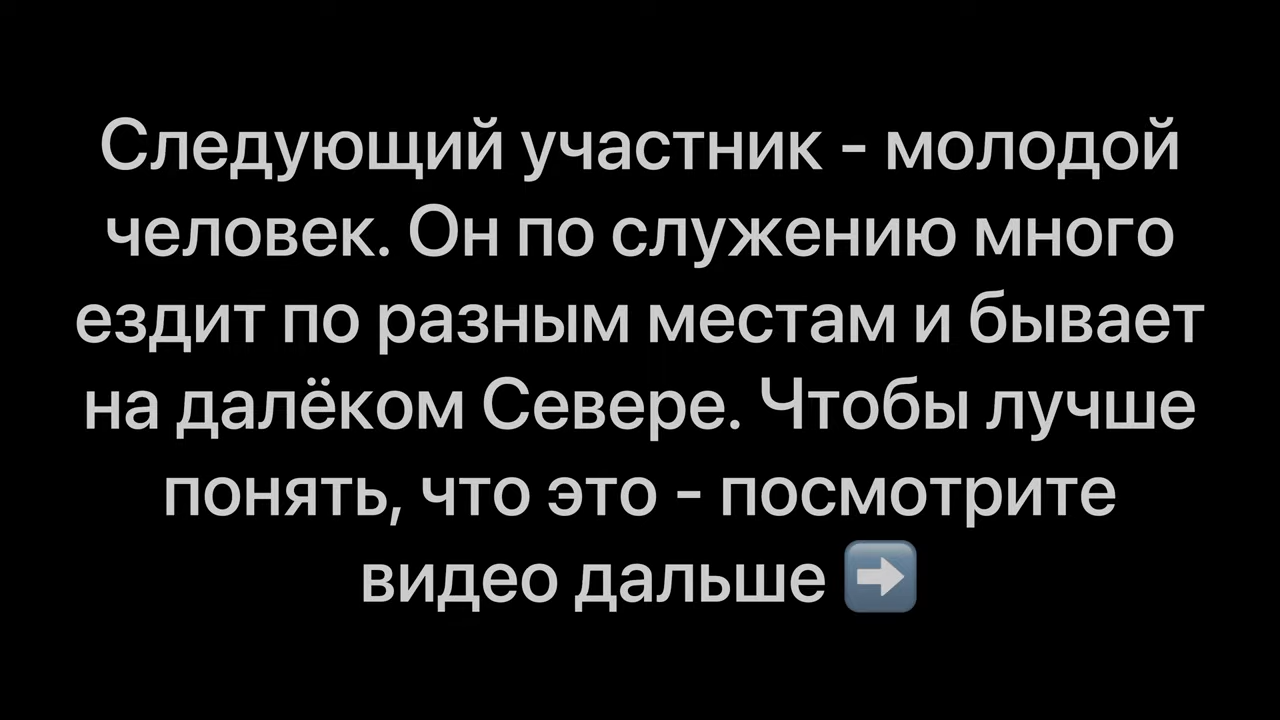 Следующий участник - молодой
человек. Он по служению много
ездит по разным местам и бывает
на далёком Севере. Чтобы лучше
понять, что это - посмотрите
видео дальше ➡️